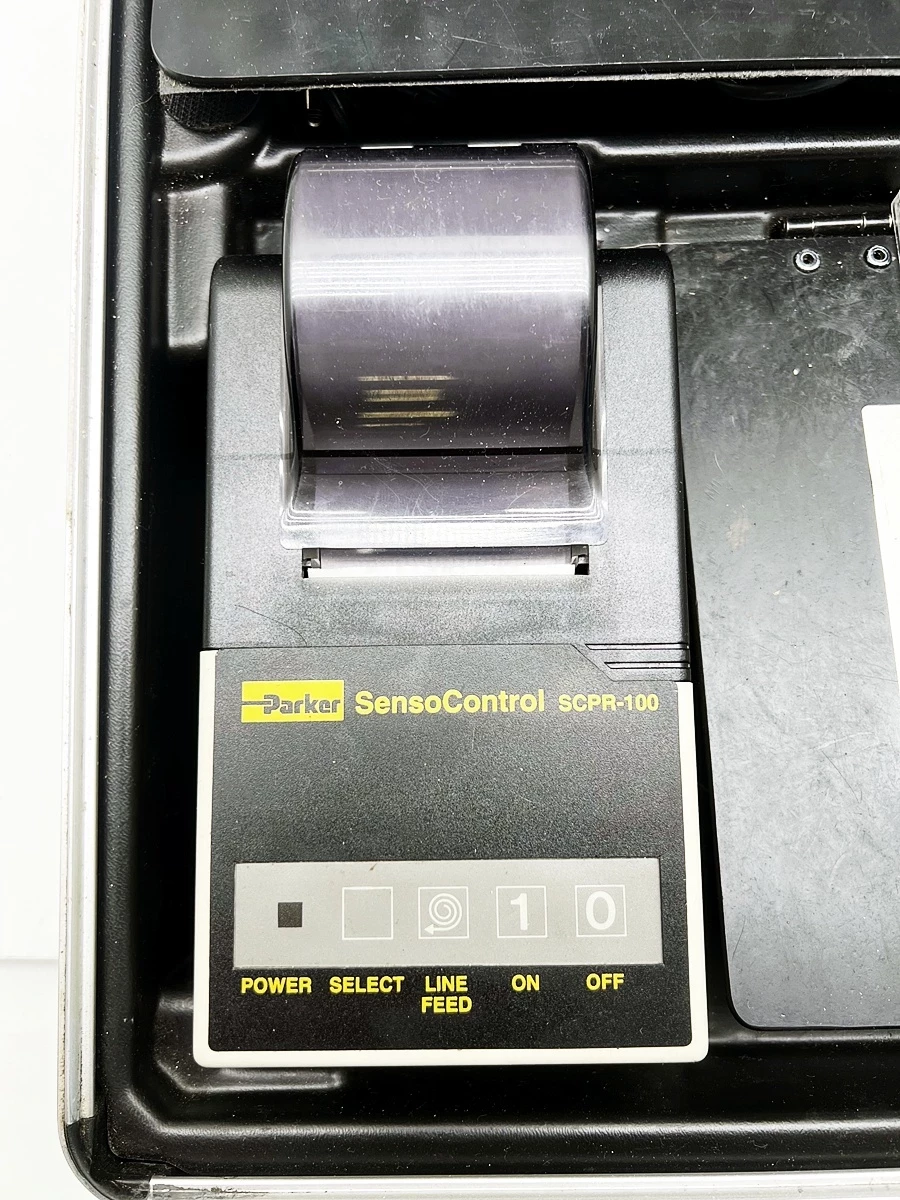 Parker SensoControl SCPR-100
1 0
POWER SELECT LINE FEED ON OFF